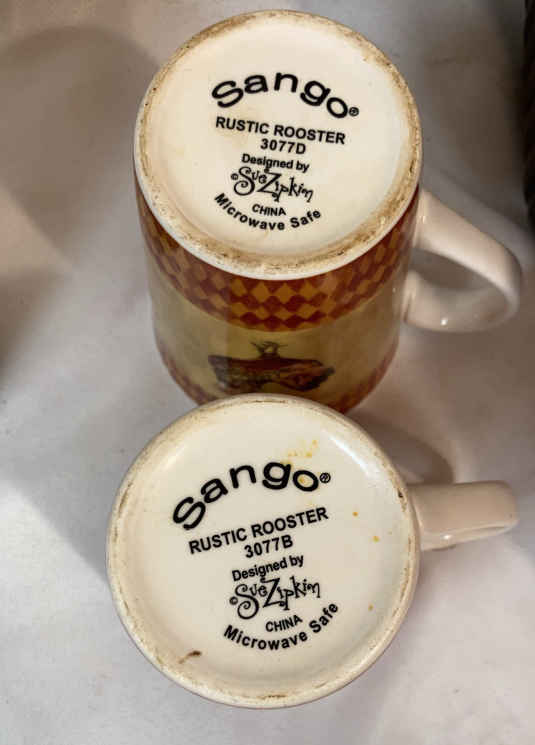 Sango®
RUSTIC ROOSTER
3077D
Designed by
©Sue Zipkin
CHINA
Microwave Safe
Sango®
RUSTIC ROOSTER
3077B
Designed by
©Sue Zipkin
CHINA
Microwave Safe